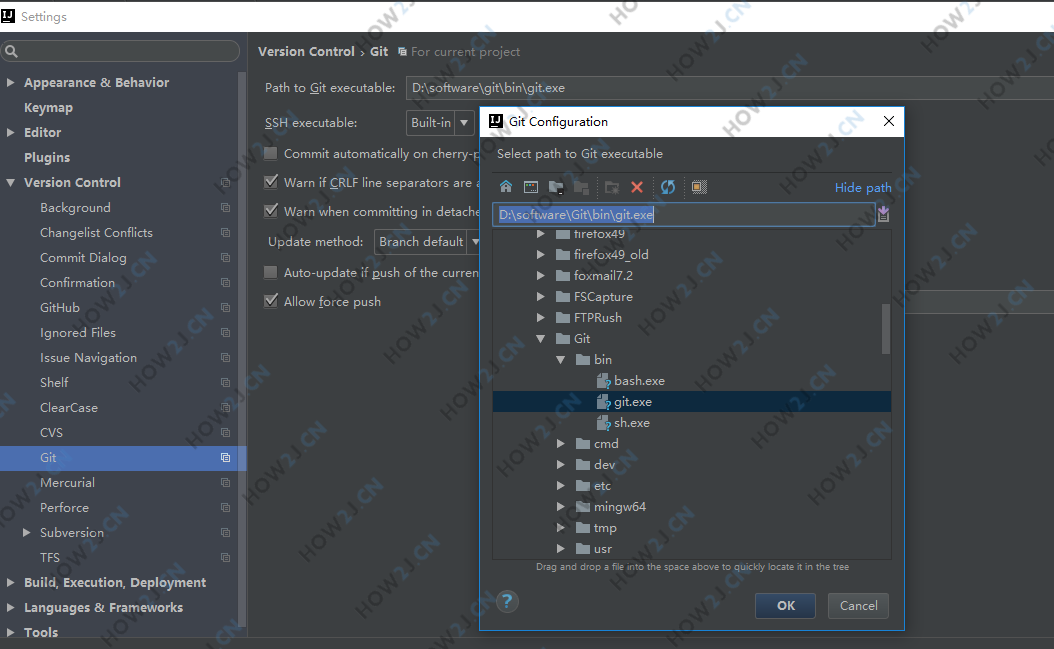 Settings
Version Control › Git For current project
Appearance & Behavior
Keymap
Editor
Plugins
Version Control
Background
Changelist Conflicts
Commit Dialog
Confirmation
GitHub
Ignored Files
Issue Navigation
Shelf
ClearCase
CVS
Git
Mercurial
Perforce
Subversion
TFS
Build, Execution, Deployment
Languages & Frameworks
Tools
Path to Git executable: D:\software\git\bin\git.exe
SSH executable: Built-in
Commit automatically on cherry-p
Warn if CRLF line separators are a
Warn when committing in detache
Update method: Branch default
Auto-update if push of the curren
Allow force push
Git Configuration
Select path to Git executable
Hide path
D:\software\Git\bin\git.exe
firefox49
firefox49_old
foxmail7.2
FSCapture
FTPRush
Git
bin
bash.exe
git.exe
sh.exe
cmd
dev
etc
mingw64
tmp
usr
Drag and drop a file into the space above to quickly locate it in the tree
OK Cancel
HOW2J.CN